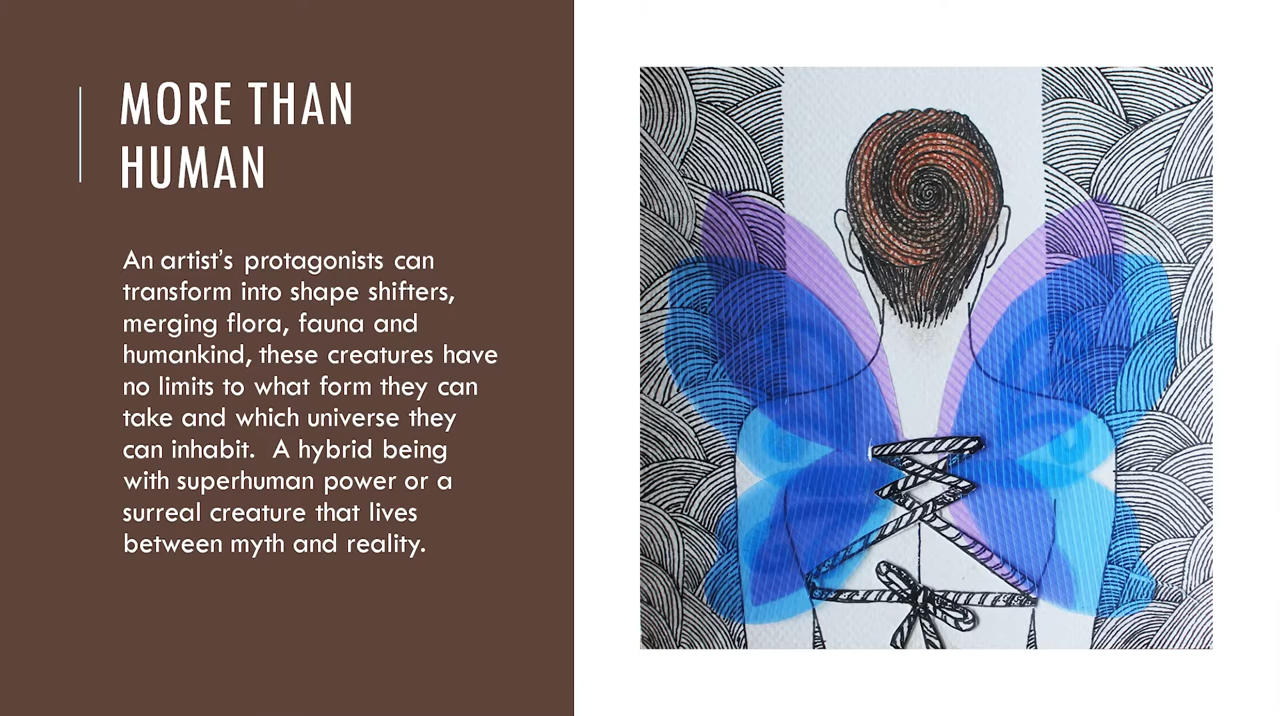 MORE THAN
HUMAN
An artist's protagonists can
transform into shape shifters,
merging flora, fauna and
humankind, these creatures have
no limits to what form they can
take and which universe they
can inhabit.  A hybrid being
with superhuman power or a
surreal creature that lives
between myth and reality.